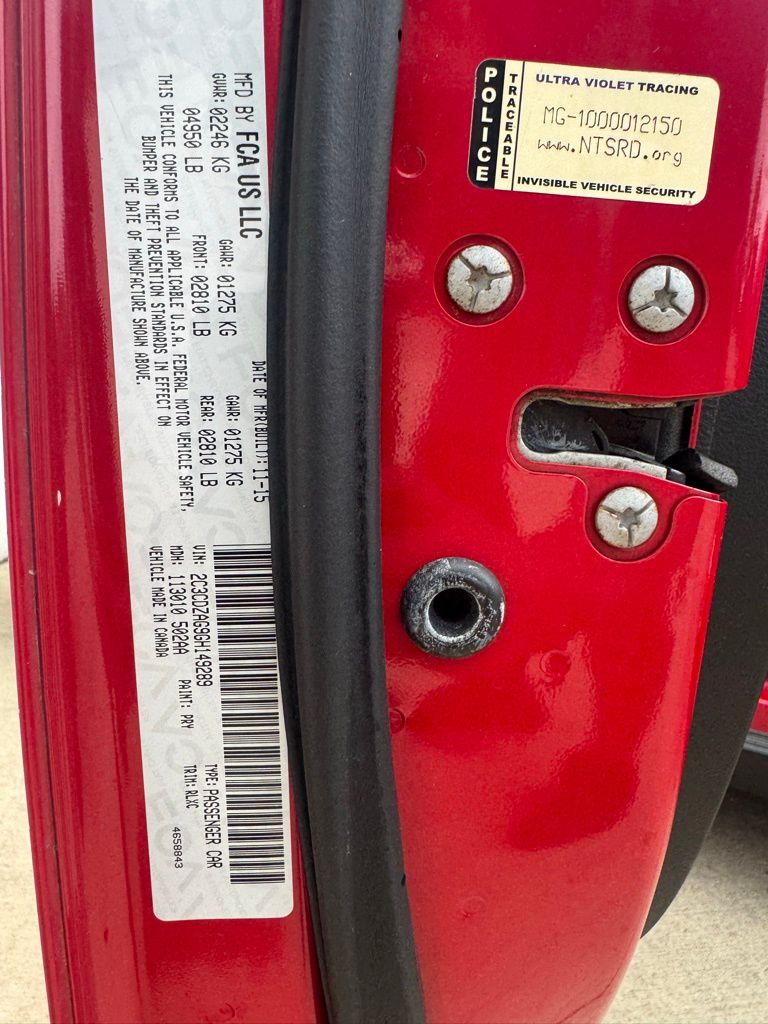 MFD BY FCA US LLC
DATE OF MFR(BUILT): 11-15
GVWR: 02246 KG
GAWR: 01275 KG
GAWR: 01275 KG
04950 LB
FRONT: 02810 LB
REAR: 02810 LB
THIS VEHICLE CONFORMS TO ALL APPLICABLE U.S.A. FEDERAL MOTOR VEHICLE SAFETY,
BUMPER AND THEFT PREVENTION STANDARDS IN EFFECT ON
THE DATE OF MANUFACTURE SHOWN ABOVE.
VIN: 2C3CDZAG9GH149289
TYPE: PASSENGER CAR
MDH: 113010 502AA
PAINT: PRY
TRIM: RLXC
VEHICLE MADE IN CANADA
4658843
POLICE
TRACEABLE
ULTRA VIOLET TRACING
MG-1000012150
www.NTSRD.org
INVISIBLE VEHICLE SECURITY